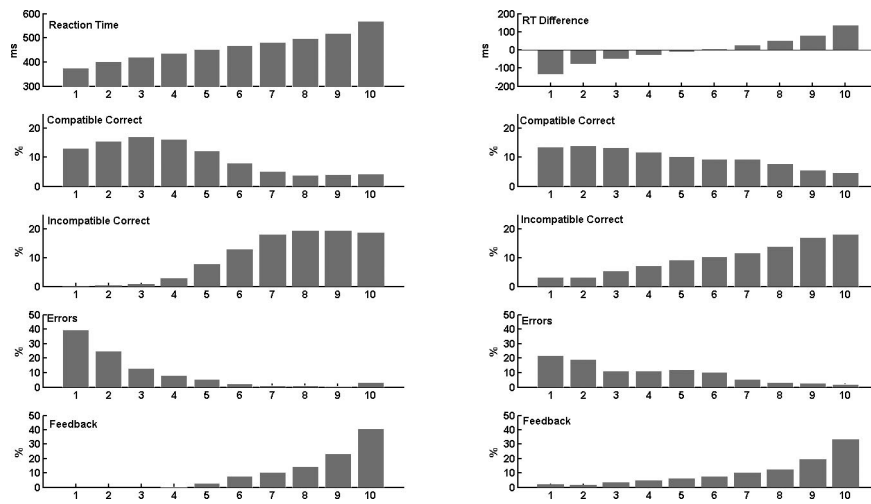 Reaction Time
ms
600
500
400
300
1 2 3 4 5 6 7 8 9 10
Compatible Correct
%
20
10
0
1 2 3 4 5 6 7 8 9 10
Incompatible Correct
%
20
10
0
1 2 3 4 5 6 7 8 9 10
Errors
%
50
40
30
20
10
0
1 2 3 4 5 6 7 8 9 10
Feedback
%
50
40
30
20
10
0
1 2 3 4 5 6 7 8 9 10
RT Difference
ms
200
100
0
-100
-200
1 2 3 4 5 6 7 8 9 10
Compatible Correct
%
20
10
0
1 2 3 4 5 6 7 8 9 10
Incompatible Correct
%
20
10
0
1 2 3 4 5 6 7 8 9 10
Errors
%
50
40
30
20
10
0
1 2 3 4 5 6 7 8 9 10
Feedback
%
50
40
30
20
10
0
1 2 3 4 5 6 7 8 9 10